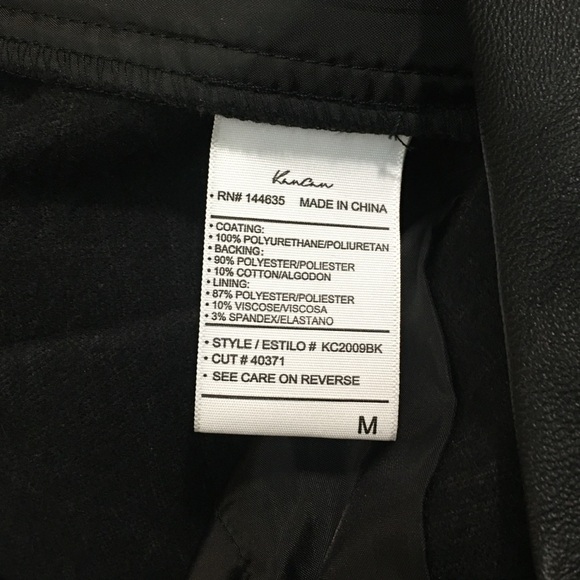 KanCan
• RN# 144635 MADE IN CHINA
• COATING:
• 100% POLYURETHANE/POLIURETAN
• BACKING:
90% POLYESTER/POLIESTER
• 10% COTTON/ALGODON
• LINING:
87% POLYESTER/POLIESTER
• 10% VISCOSE/VISCOSA
• 3% SPANDEX/ELASTANO
• STYLE / ESTILO # KC2009BK
• CUT # 40371
• SEE CARE ON REVERSE
M